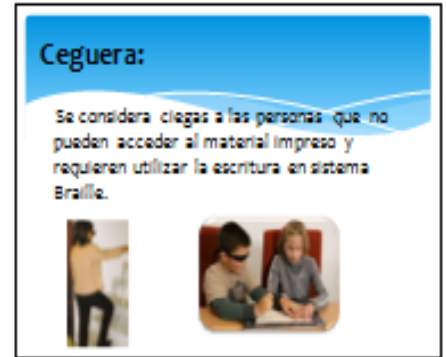 Ceguera:
Se considera ciegas a las personas que no
pueden acceder al material impreso y
requieren utilizar la escritura en sistema
Braille.